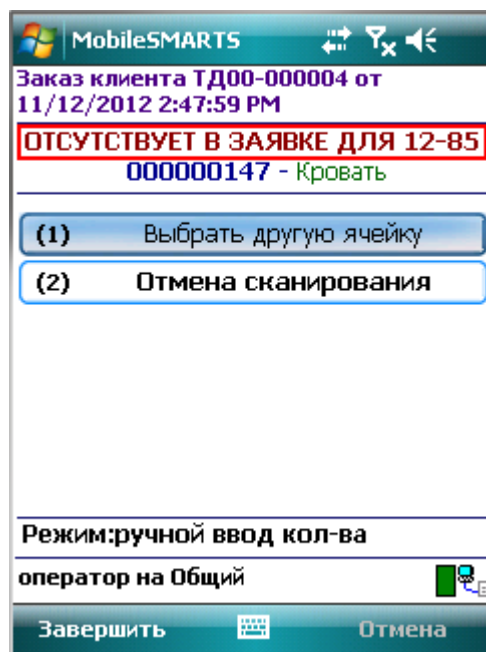 MobileSMARTS
Заказ клиента ТД00-000004 от
11/12/2012 2:47:59 PM
ОТСУТСТВУЕТ В ЗАЯВКЕ ДЛЯ 12-85
000000147 - Кровать
(1) Выбрать другую ячейку
(2) Отмена сканирования
Режим:ручной ввод кол-ва
оператор на Общий
Завершить Отмена